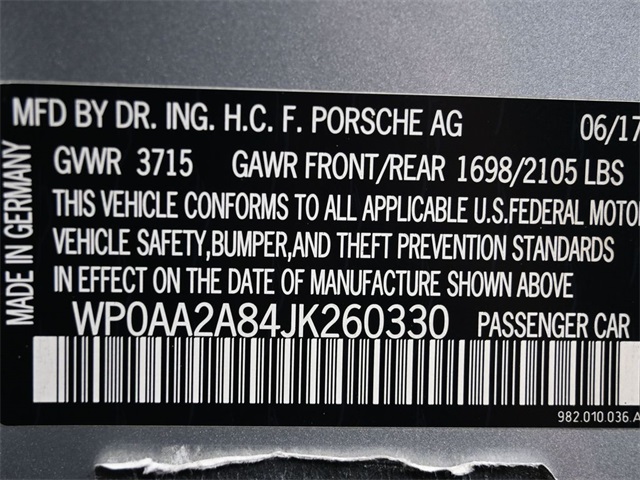 MFD BY DR. ING. H.C. F. PORSCHE AG 06/17
GVWR 3715 GAWR FRONT/REAR 1698/2105 LBS
THIS VEHICLE CONFORMS TO ALL APPLICABLE U.S.FEDERAL MOTOR
VEHICLE SAFETY,BUMPER,AND THEFT PREVENTION STANDARDS
IN EFFECT ON THE DATE OF MANUFACTURE SHOWN ABOVE
WP0AA2A84JK260330 PASSENGER CAR
982.010.036.A
MADE IN GERMANY